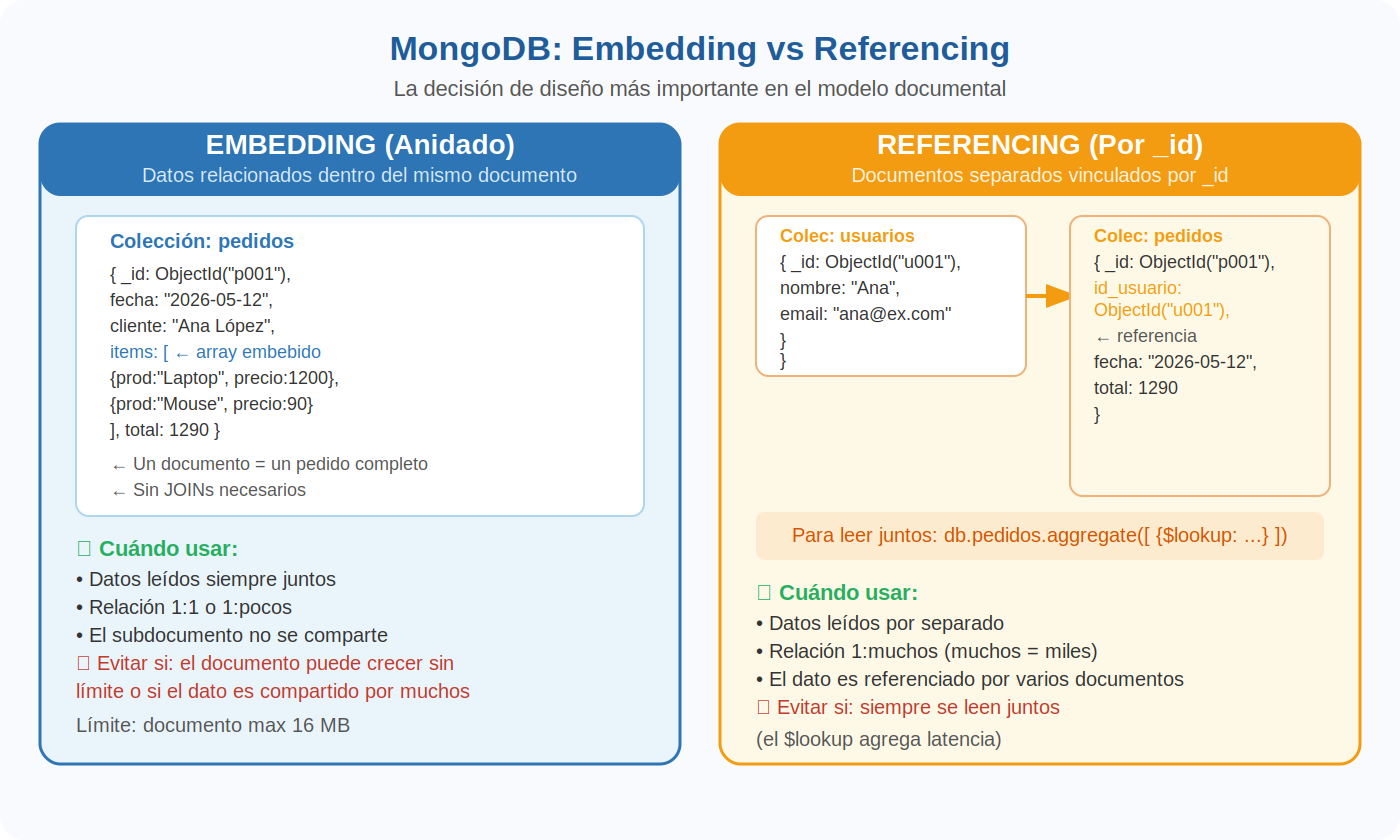 MongoDB: Embedding vs Referencing
La decisión de diseño más importante en el modelo documental
EMBEDDING (Anidado)
Datos relacionados dentro del mismo documento
Colección: pedidos
{ _id: ObjectId("p001"),
fecha: "2026-05-12",
cliente: "Ana López",
items: [ ← array embebido
{prod:"Laptop", precio:1200},
{prod:"Mouse", precio:90}
], total: 1290 }
← Un documento = un pedido completo
← Sin JOINs necesarios
Cuándo usar:
• Datos leídos siempre juntos
• Relación 1:1 o 1:pocos
• El subdocumento no se comparte
Evitar si: el documento puede crecer sin
límite o si el dato es compartido por muchos
Límite: documento max 16 MB
REFERENCING (Por _id)
Documentos separados vinculados por _id
Colec: usuarios
{ _id: ObjectId("u001"),
nombre: "Ana",
email: "ana@ex.com"
}
}
Colec: pedidos
{ _id: ObjectId("p001"),
id_usuario:
ObjectId("u001"),
← referencia
fecha: "2026-05-12",
total: 1290
}
Para leer juntos: db.pedidos.aggregate([ {$lookup: ...} ])
Cuándo usar:
• Datos leídos por separado
• Relación 1:muchos (muchos = miles)
• El dato es referenciado por varios documentos
Evitar si: siempre se leen juntos
(el $lookup agrega latencia)